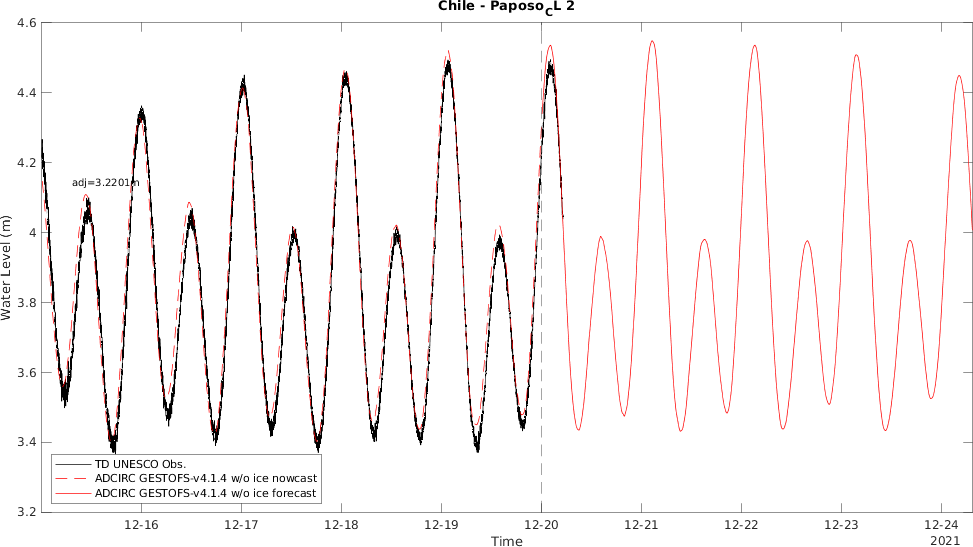 Chile - Paposo_CL 2
4.6
4.4
4.2
4
3.8
3.6
3.4
3.2
Water Level (m)
adj=3.2201m
TD UNESCO Obs.
ADCIRC GESTOFS-v4.1.4 w/o ice nowcast
ADCIRC GESTOFS-v4.1.4 w/o ice forecast
12-16 12-17 12-18 12-19 12-20 12-21 12-22 12-23 12-24
Time
2021